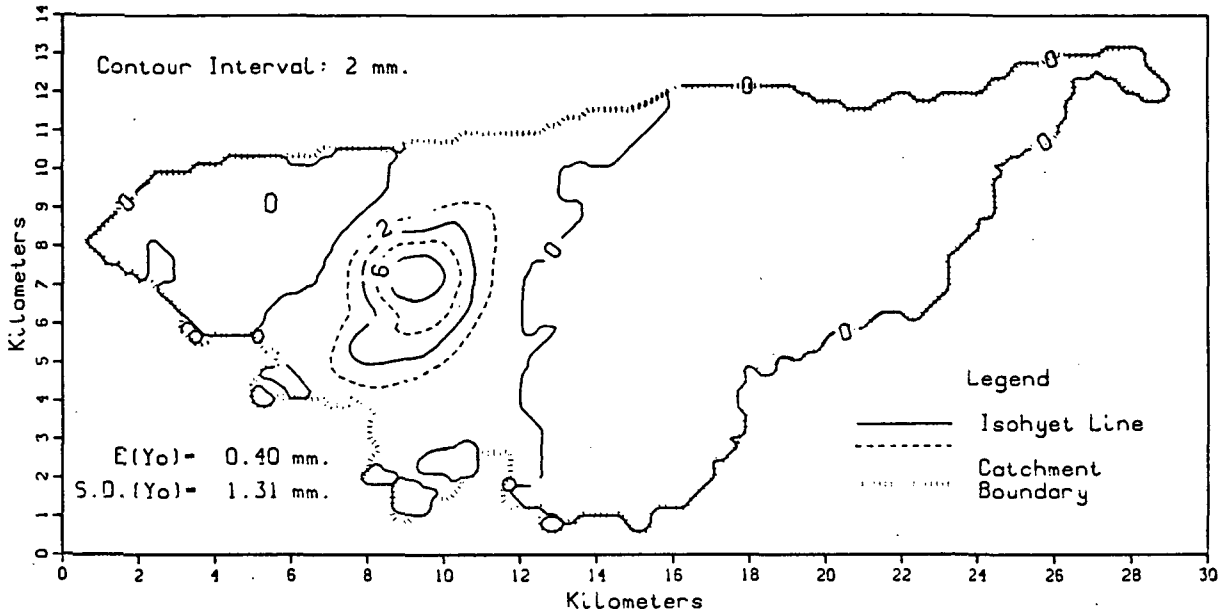 Contour Interval: 2 mm.
0
0
0
0
2
6
0
0
0
E(Yo)= 0.40 mm.
S.D.(Yo)= 1.31 mm.
Legend
Isohyet Line
Catchment
Boundary
Kilometers
14
13
12
11
10
9
8
7
6
5
4
3
2
1
0
0 2 4 6 8 10 12 14 16 18 20 22 24 26 28 30
Kilometers